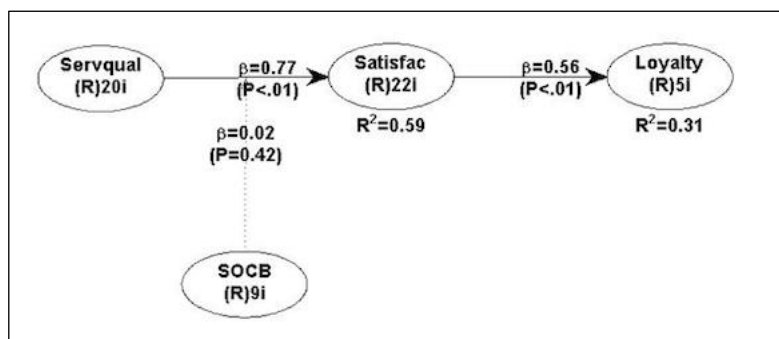 Servqual
(R)20i
β=0.77
(P<.01)
Satisfac
(R)22i
R²=0.59
β=0.56
(P<.01)
Loyalty
(R)5i
R²=0.31
β=0.02
(P=0.42)
SOCB
(R)9i